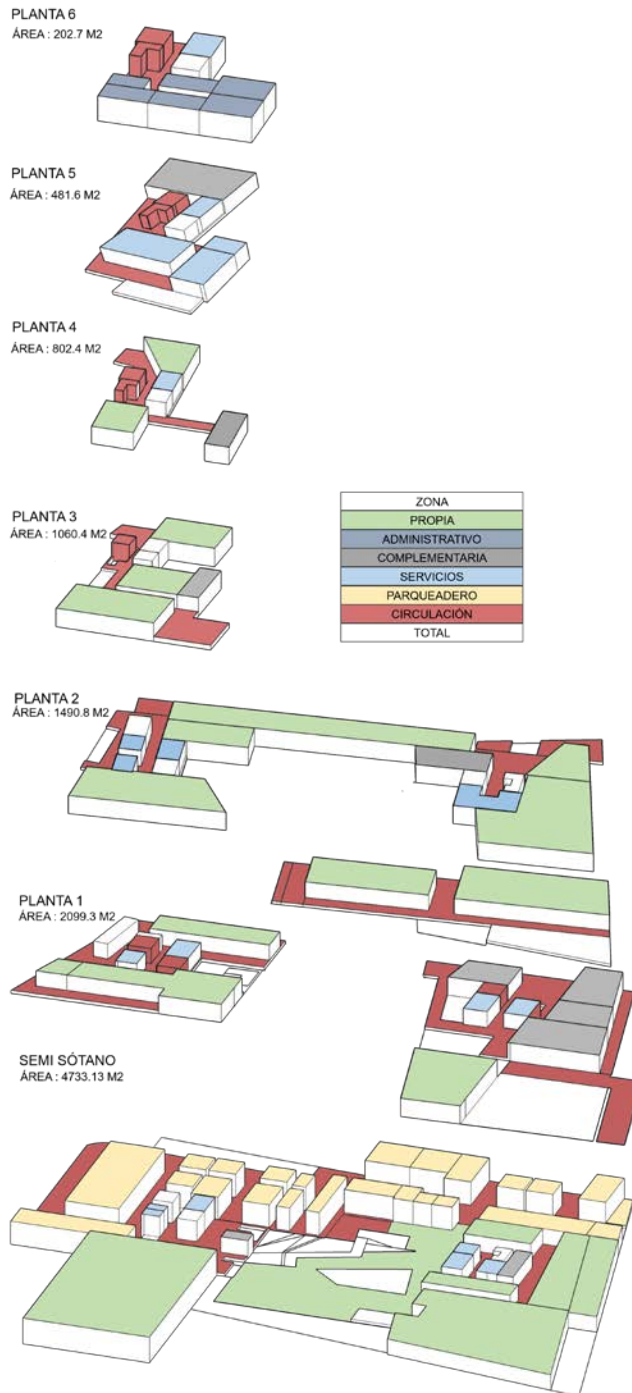 PLANTA 6
ÁREA : 202.7 M2
PLANTA 5
ÁREA : 481.6 M2
PLANTA 4
ÁREA : 802.4 M2
PLANTA 3
ÁREA : 1060.4 M2
ZONA
PROPIA
ADMINISTRATIVO
COMPLEMENTARIA
SERVICIOS
PARQUEADERO
CIRCULACIÓN
TOTAL
PLANTA 2
ÁREA : 1490.8 M2
PLANTA 1
ÁREA : 2099.3 M2
SEMI SÓTANO
ÁREA : 4733.13 M2